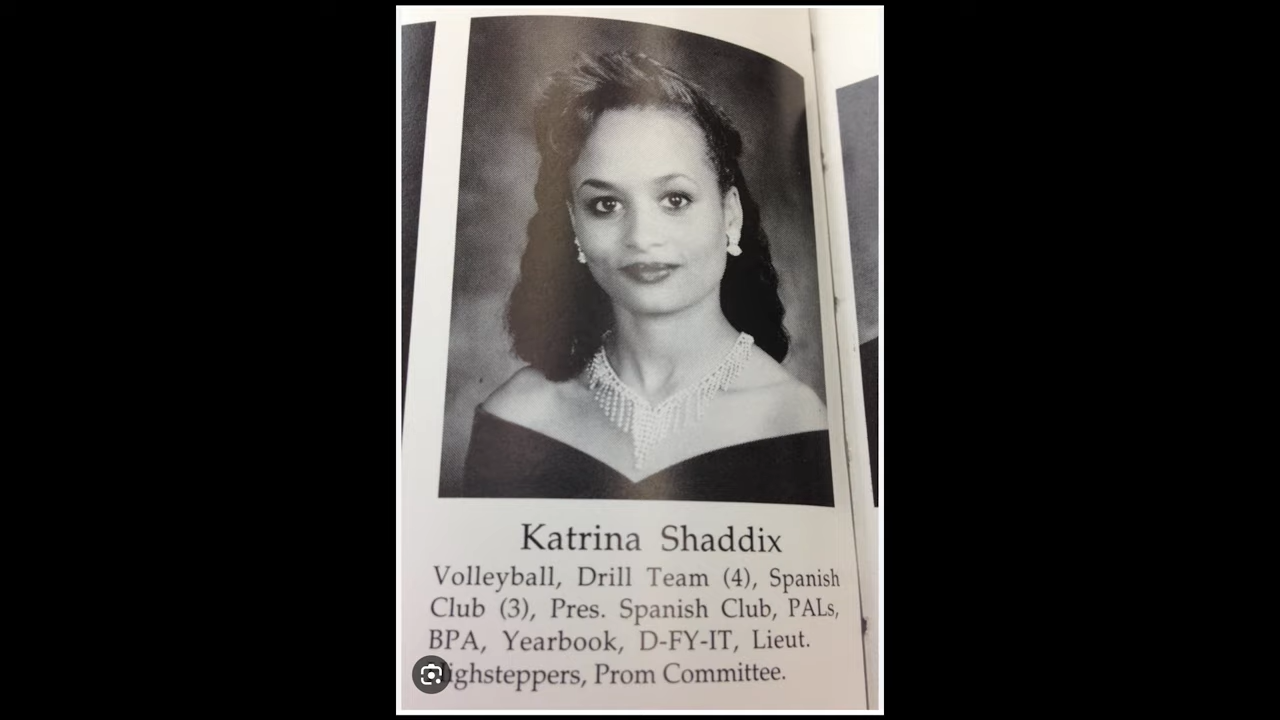 Katrina Shaddix
Volleyball, Drill Team (4), Spanish
Club (3), Pres. Spanish Club, PALs,
BPA, Yearbook, D-FY-IT, Lieut.
Highsteppers, Prom Committee.